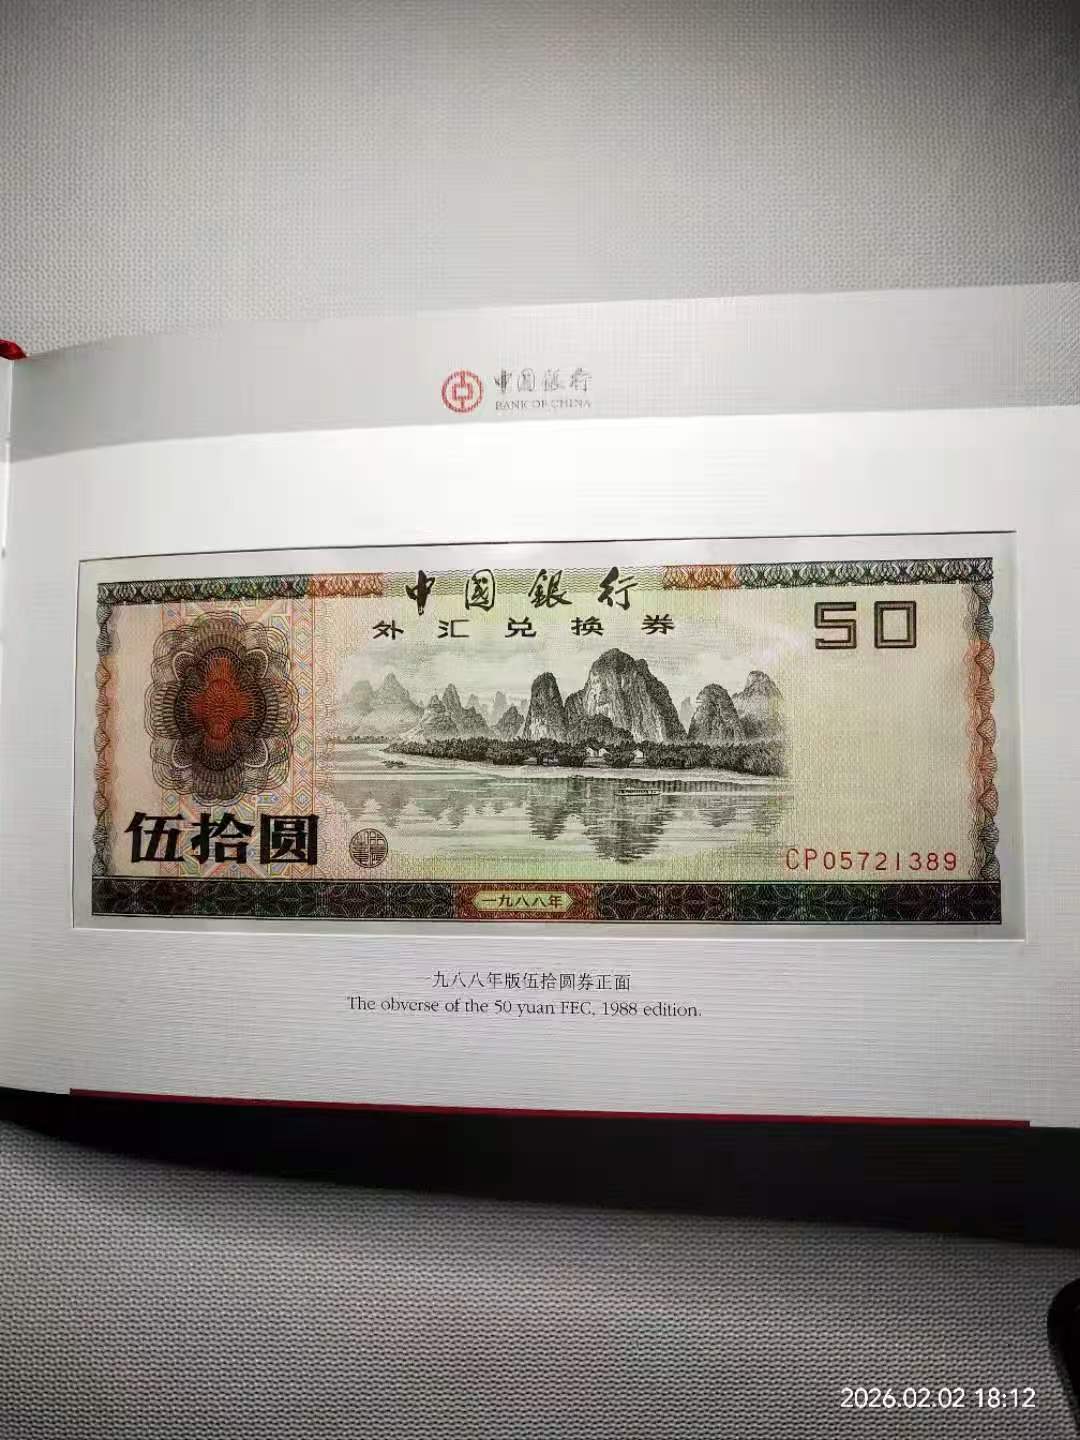 中国银行
BANK OF CHINA
中國銀行
外汇兑换券
50
伍拾圆
CP05721389
一九八八年
一九八八年版伍拾圆券正面
The obverse of the 50 yuan FEC, 1988 edition.
2026.02.02 18:12